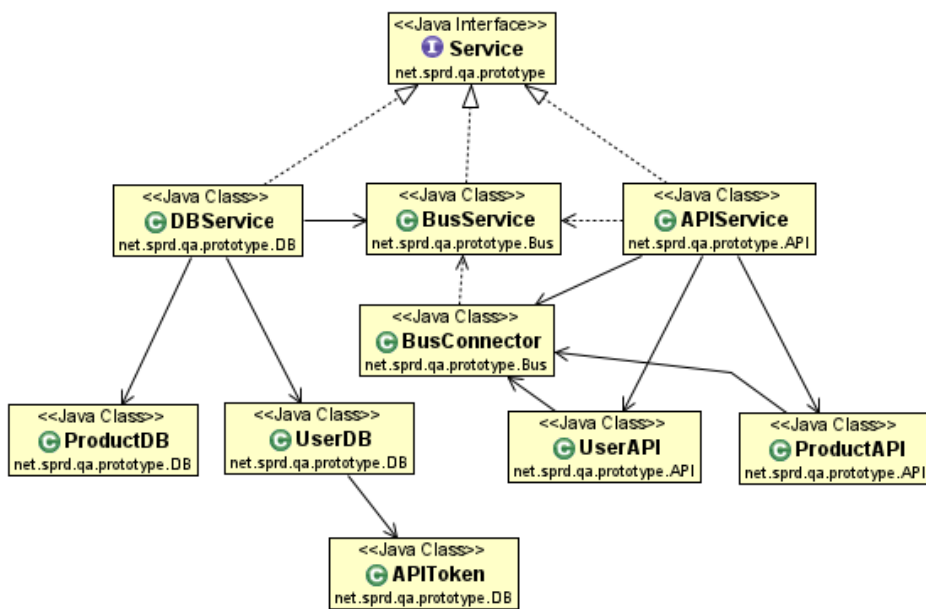 <<Java Interface>>
I Service
net.sprd.qa.prototype
<<Java Class>>
C DBService
net.sprd.qa.prototype.DB
<<Java Class>>
C BusService
net.sprd.qa.prototype.Bus
<<Java Class>>
C APIService
net.sprd.qa.prototype.API
<<Java Class>>
C BusConnector
net.sprd.qa.prototype.Bus
<<Java Class>>
C ProductDB
net.sprd.qa.prototype.DB
<<Java Class>>
C UserDB
net.sprd.qa.prototype.DB
<<Java Class>>
C UserAPI
net.sprd.qa.prototype.API
<<Java Class>>
C ProductAPI
net.sprd.qa.prototype.API
<<Java Class>>
C APIToken
net.sprd.qa.prototype.DB